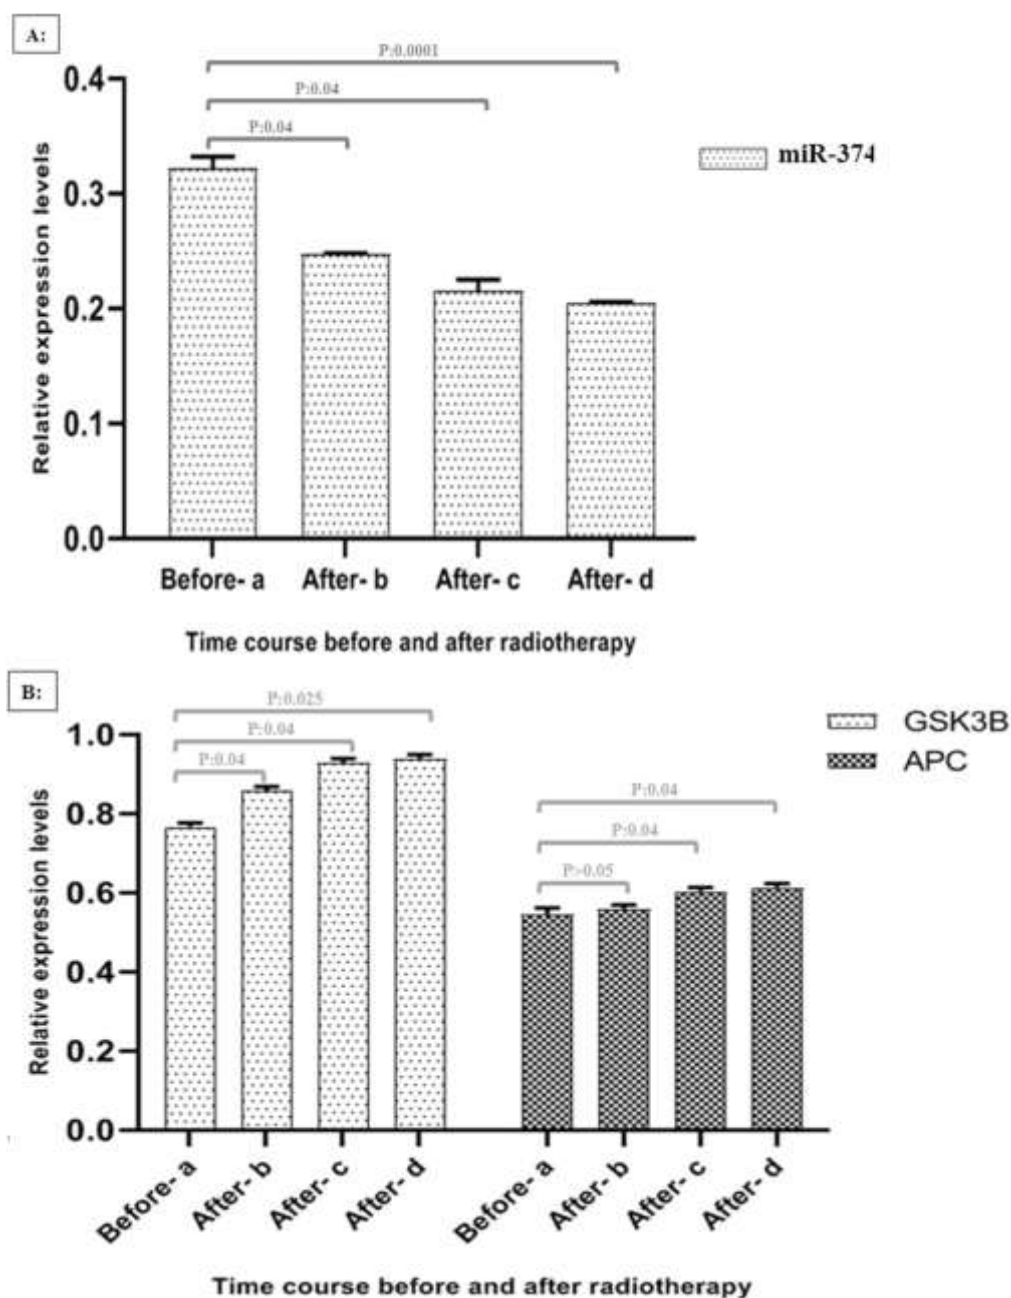 A:
P:0.0001
P:0.04
P:0.04
miR-374
0.4
0.3
0.2
0.1
0.0
Relative expression levels
Before- a After- b After- c After- d
Time course before and after radiotherapy
B:
P:0.025
P:0.04
P:0.04
GSK3B
APC
P:0.04
P:0.04
P>0.05
1.0
0.8
0.6
0.4
0.2
0.0
Relative expression levels
Before- a After- b After- c After- d Before- a After- b After- c After- d
Time course before and after radiotherapy